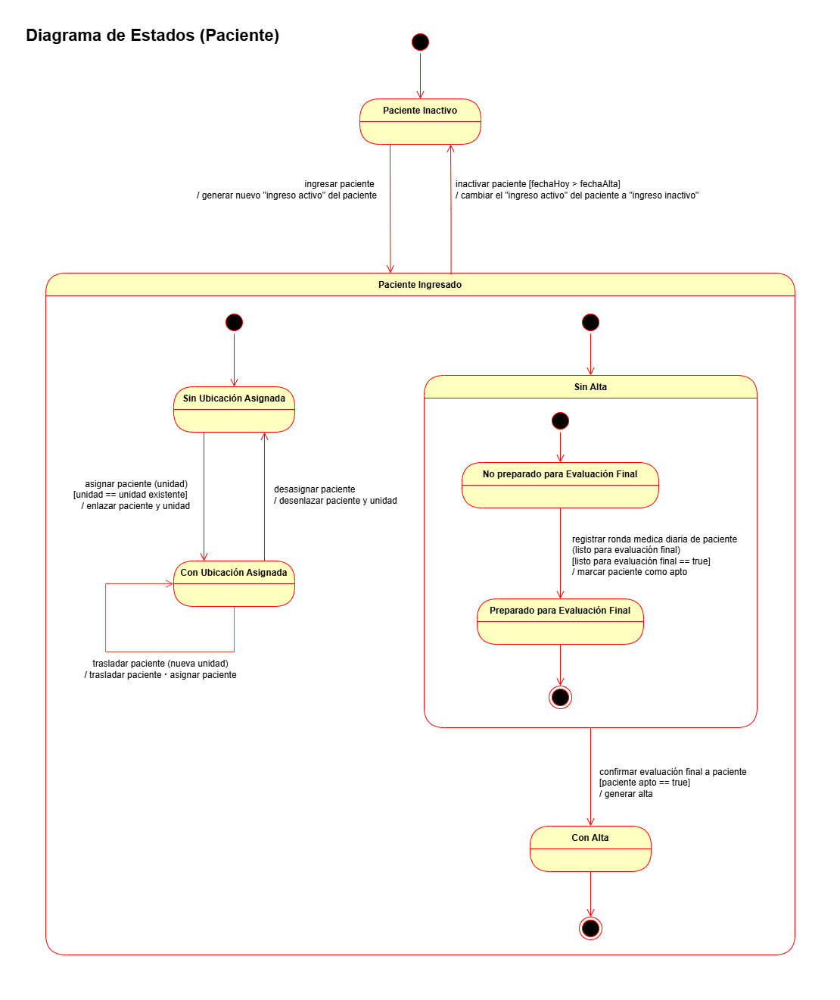 Diagrama de Estados (Paciente)
Paciente Inactivo
ingresar paciente
/ generar nuevo "ingreso activo" del paciente
inactivar paciente [fechaHoy > fechaAlta]
/ cambiar el "ingreso activo" del paciente a "ingreso inactivo"
Paciente Ingresado
Sin Ubicación Asignada
asignar paciente (unidad)
[unidad == unidad existente]
/ enlazar paciente y unidad
desasignar paciente
/ desenlazar paciente y unidad
Con Ubicación Asignada
trasladar paciente (nueva unidad)
/ trasladar paciente · asignar paciente
Sin Alta
No preparado para Evaluación Final
registrar ronda medica diaria de paciente
(listo para evaluación final)
[listo para evaluación final == true]
/ marcar paciente como apto
Preparado para Evaluación Final
confirmar evaluación final a paciente
[paciente apto == true]
/ generar alta
Con Alta